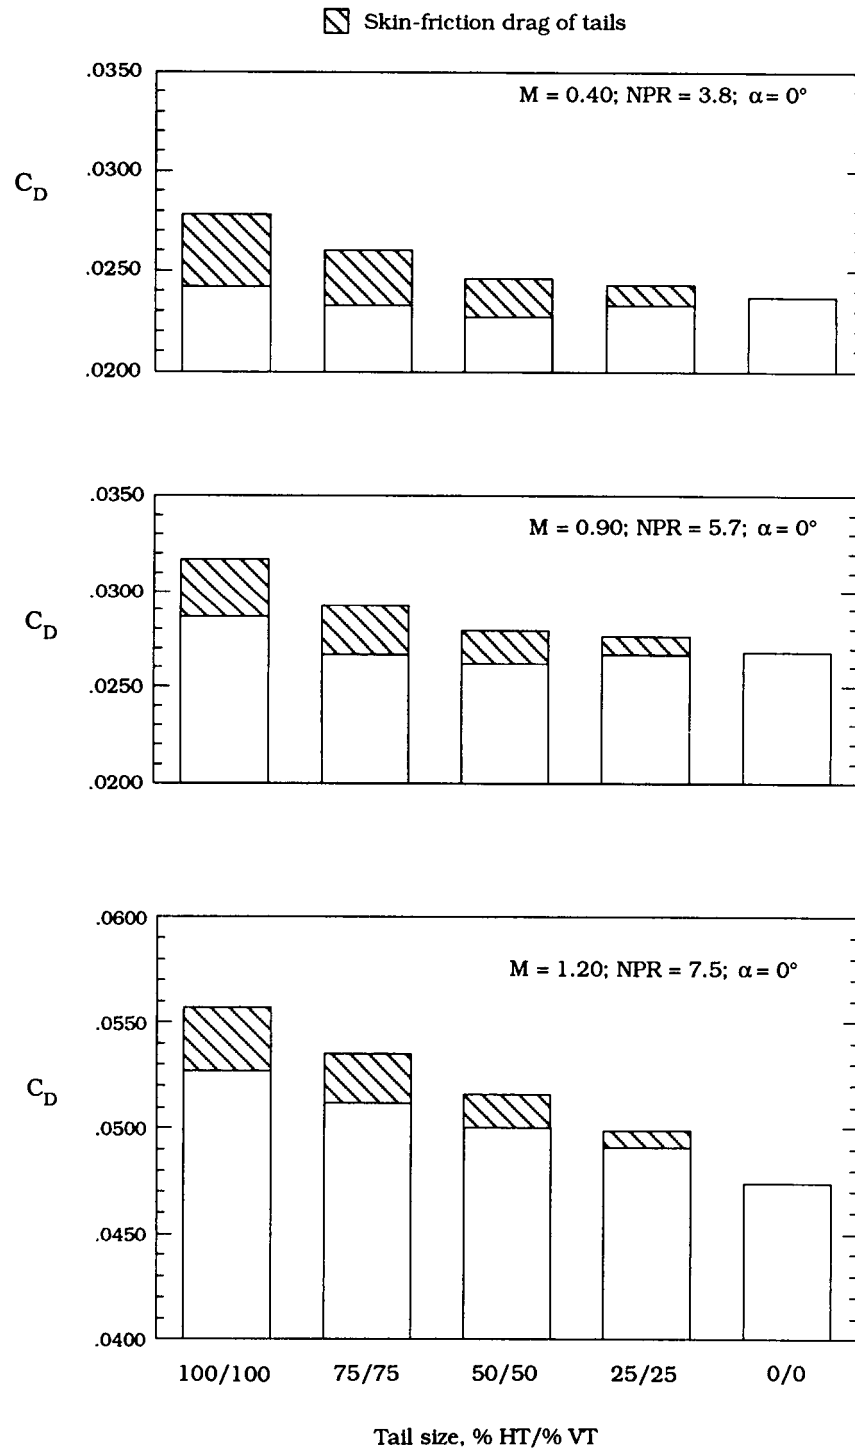 Skin-friction drag of tails
.0350
M = 0.40; NPR = 3.8; α = 0°
.0300
C_D
.0250
.0200
.0350
M = 0.90; NPR = 5.7; α = 0°
.0300
C_D
.0250
.0200
.0600
M = 1.20; NPR = 7.5; α = 0°
.0550
C_D
.0500
.0450
.0400
100/100 75/75 50/50 25/25 0/0
Tail size, % HT/% VT